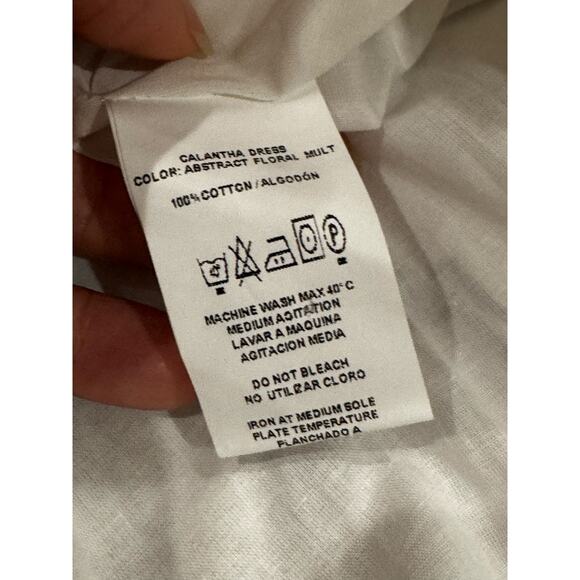 CALANTHA DRESS
COLOR: ABSTRACT FLORAL MULT
100% COTTON / ALGODÓN
P
MACHINE WASH MAX 40° C
MEDIUM AGITATION
LAVAR A MAQUINA
AGITACION MEDIA
DO NOT BLEACH
NO UTILIZAR CLORO
IRON AT MEDIUM SOLE
PLATE TEMPERATURE
PLANCHADO A